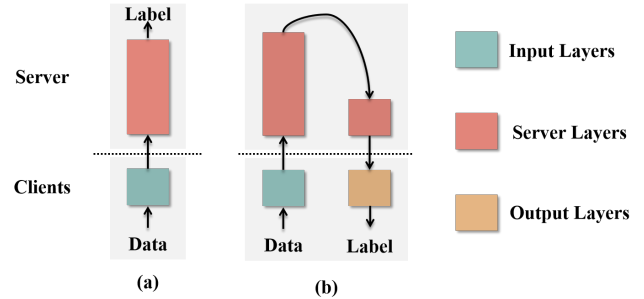 Label
Server
Clients
Data
Data
Label
(a)
(b)
Input Layers
Server Layers
Output Layers